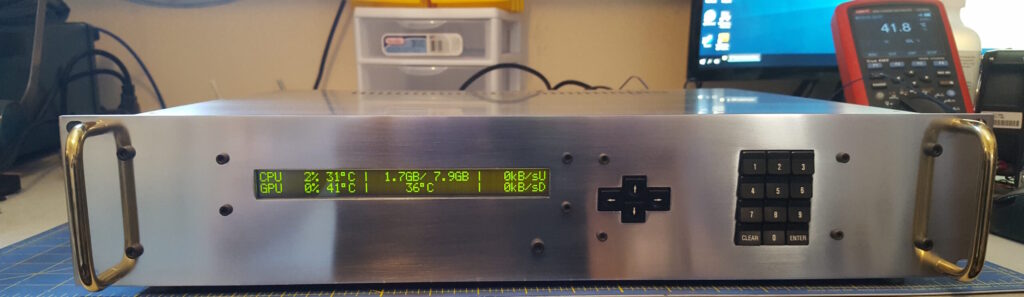 41.8
CPU 2% 31°C | 1.7GB/ 7.9GB | 0kB/sU
GPU 0% 41°C | 36°C | 0kB/sD
1 2 3
4 5 6
7 8 9
CLEAR 0 ENTER